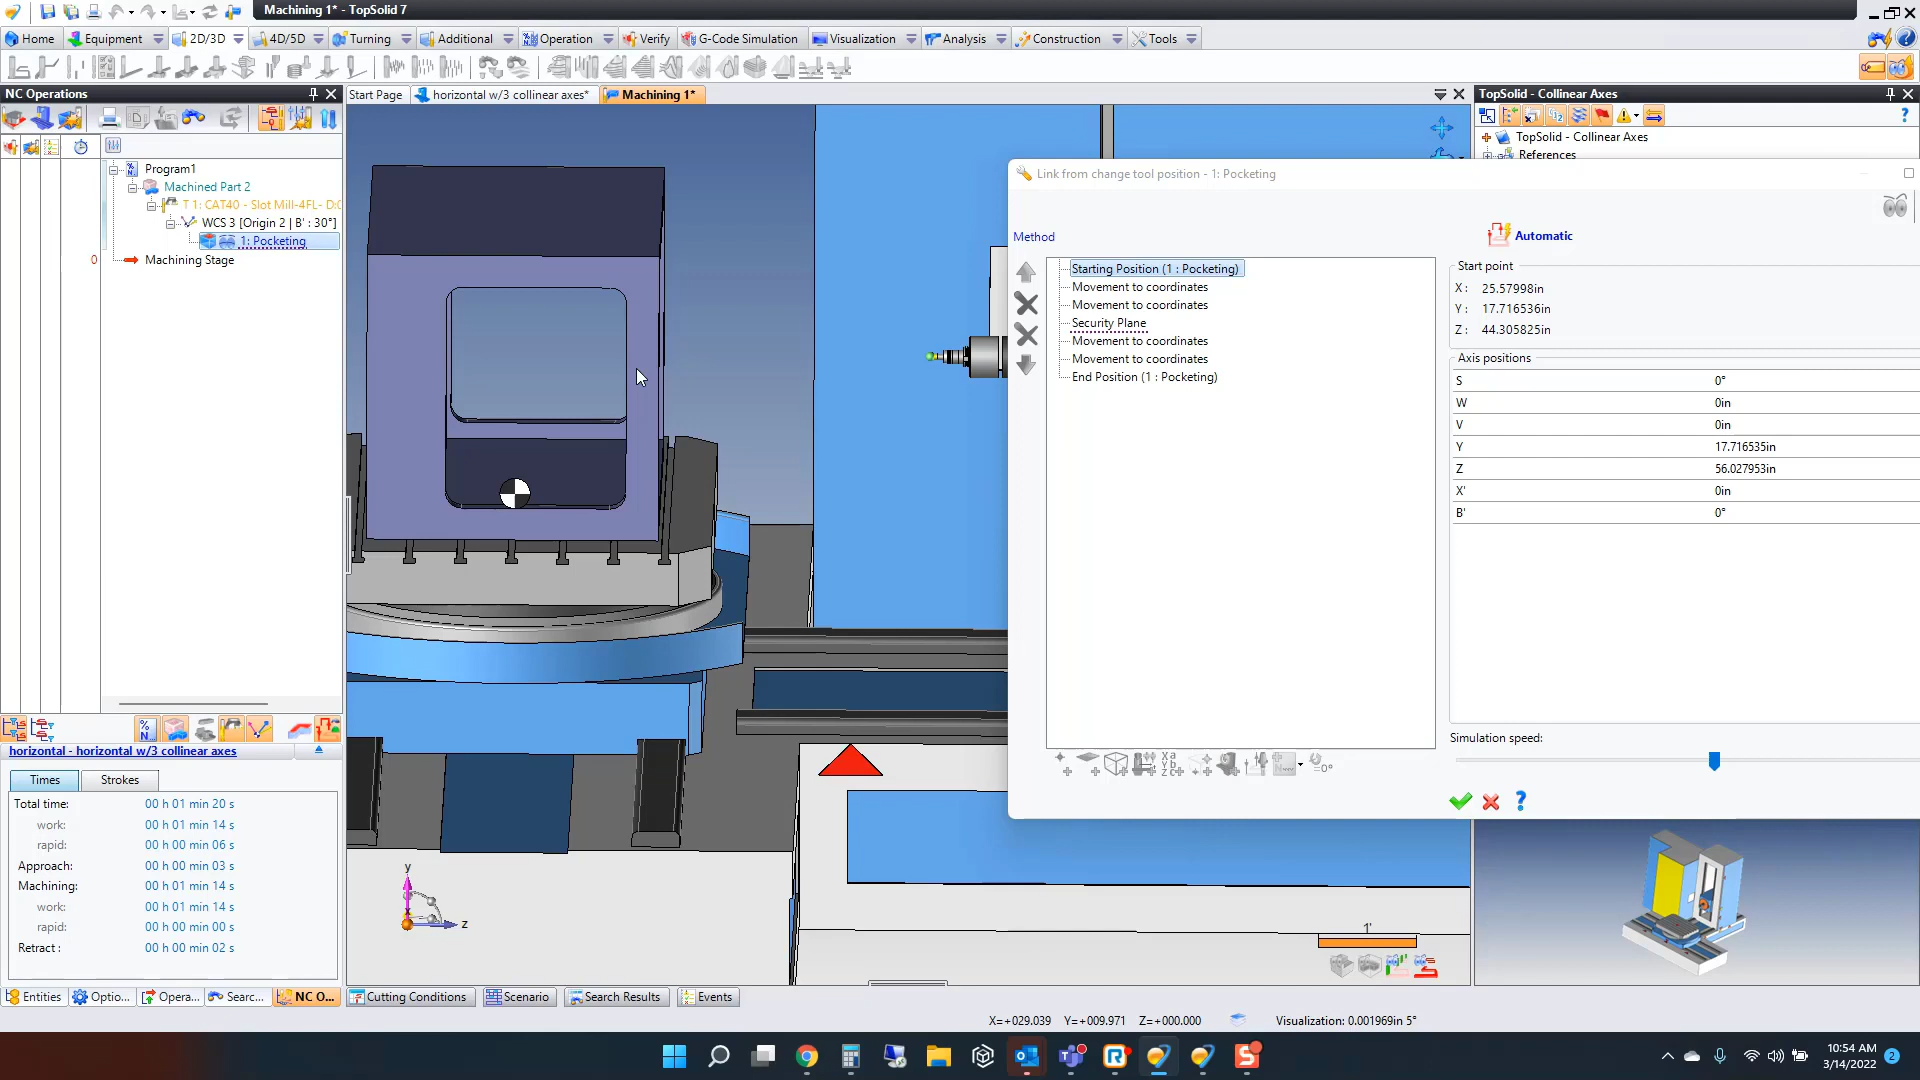 Machining 1* - TopSolid 7
Home Equipment 2D/3D 4D/5D Turning Additional Operation Verify G-Code Simulation Visualization Analysis Construction Tools
NC Operations
Start Page horizontal w/3 collinear axes* Machining 1*
TopSolid - Collinear Axes
TopSolid - Collinear Axes
References
Program1
Machined Part 2
T 1: CAT40 - Slot Mill-4FL- D:0
WCS 3 [Origin 2 | B' : 30°]
1: Pocketing
0 Machining Stage
Link from change tool position - 1: Pocketing
Method
Automatic
Starting Position (1 : Pocketing)
Movement to coordinates
Movement to coordinates
Security Plane
Movement to coordinates
Movement to coordinates
End Position (1 : Pocketing)
Start point
X : 25.57998in
Y : 17.716536in
Z : 44.305825in
Axis positions
S 0°
W 0in
V 0in
Y 17.716535in
Z 56.027953in
X' 0in
B' 0°
Simulation speed:
horizontal - horizontal w/3 collinear axes
Times Strokes
Total time: 00 h 01 min 20 s
work: 00 h 01 min 14 s
rapid: 00 h 00 min 06 s
Approach: 00 h 00 min 03 s
Machining: 00 h 01 min 14 s
work: 00 h 01 min 14 s
rapid: 00 h 00 min 00 s
Retract : 00 h 00 min 02 s
y
z
1'
Entities Optio... Opera... Searc... NC O...
Cutting Conditions Scenario Search Results Events
X=+029.039 Y=+009.971 Z=+000.000 Visualization: 0.001969in 5°
10:54 AM
3/14/2022
2